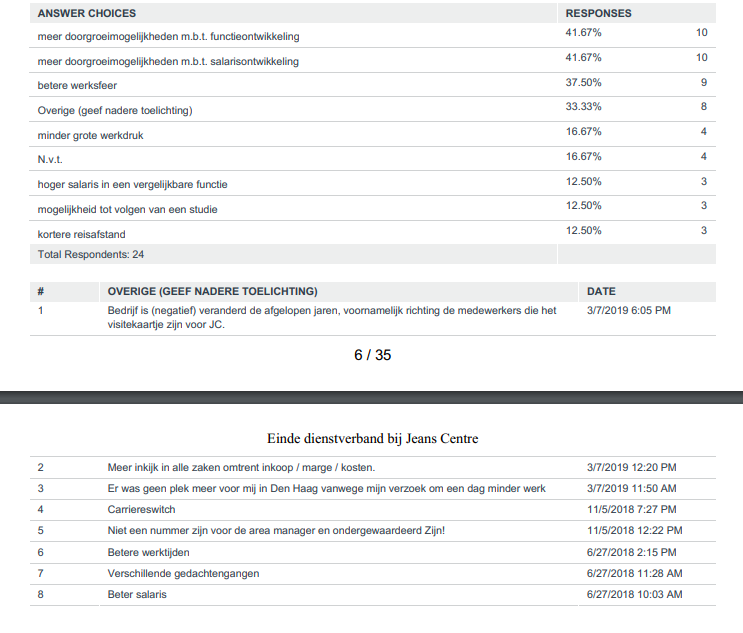 ANSWER CHOICES RESPONSES
meer doorgroeimogelijkheden m.b.t. functieontwikkeling 41.67% 10
meer doorgroeimogelijkheden m.b.t. salarisontwikkeling 41.67% 10
betere werksfeer 37.50% 9
Overige (geef nadere toelichting) 33.33% 8
minder grote werkdruk 16.67% 4
N.v.t. 16.67% 4
hoger salaris in een vergelijkbare functie 12.50% 3
mogelijkheid tot volgen van een studie 12.50% 3
kortere reisafstand 12.50% 3
Total Respondents: 24
# OVERIGE (GEEF NADERE TOELICHTING) DATE
1 Bedrijf is (negatief) veranderd de afgelopen jaren, voornamelijk richting de medewerkers die het 3/7/2019 6:05 PM
visitekaartje zijn voor JC.
6 / 35
Einde dienstverband bij Jeans Centre
2 Meer inkijk in alle zaken omtrent inkoop / marge / kosten. 3/7/2019 12:20 PM
3 Er was geen plek meer voor mij in Den Haag vanwege mijn verzoek om een dag minder werk 3/7/2019 11:50 AM
4 Carriereswitch 11/5/2018 7:27 PM
5 Niet een nummer zijn voor de area manager en ondergewaardeerd Zijn! 11/5/2018 12:22 PM
6 Betere werktijden 6/27/2018 2:15 PM
7 Verschillende gedachtengangen 6/27/2018 11:28 AM
8 Beter salaris 6/27/2018 10:03 AM